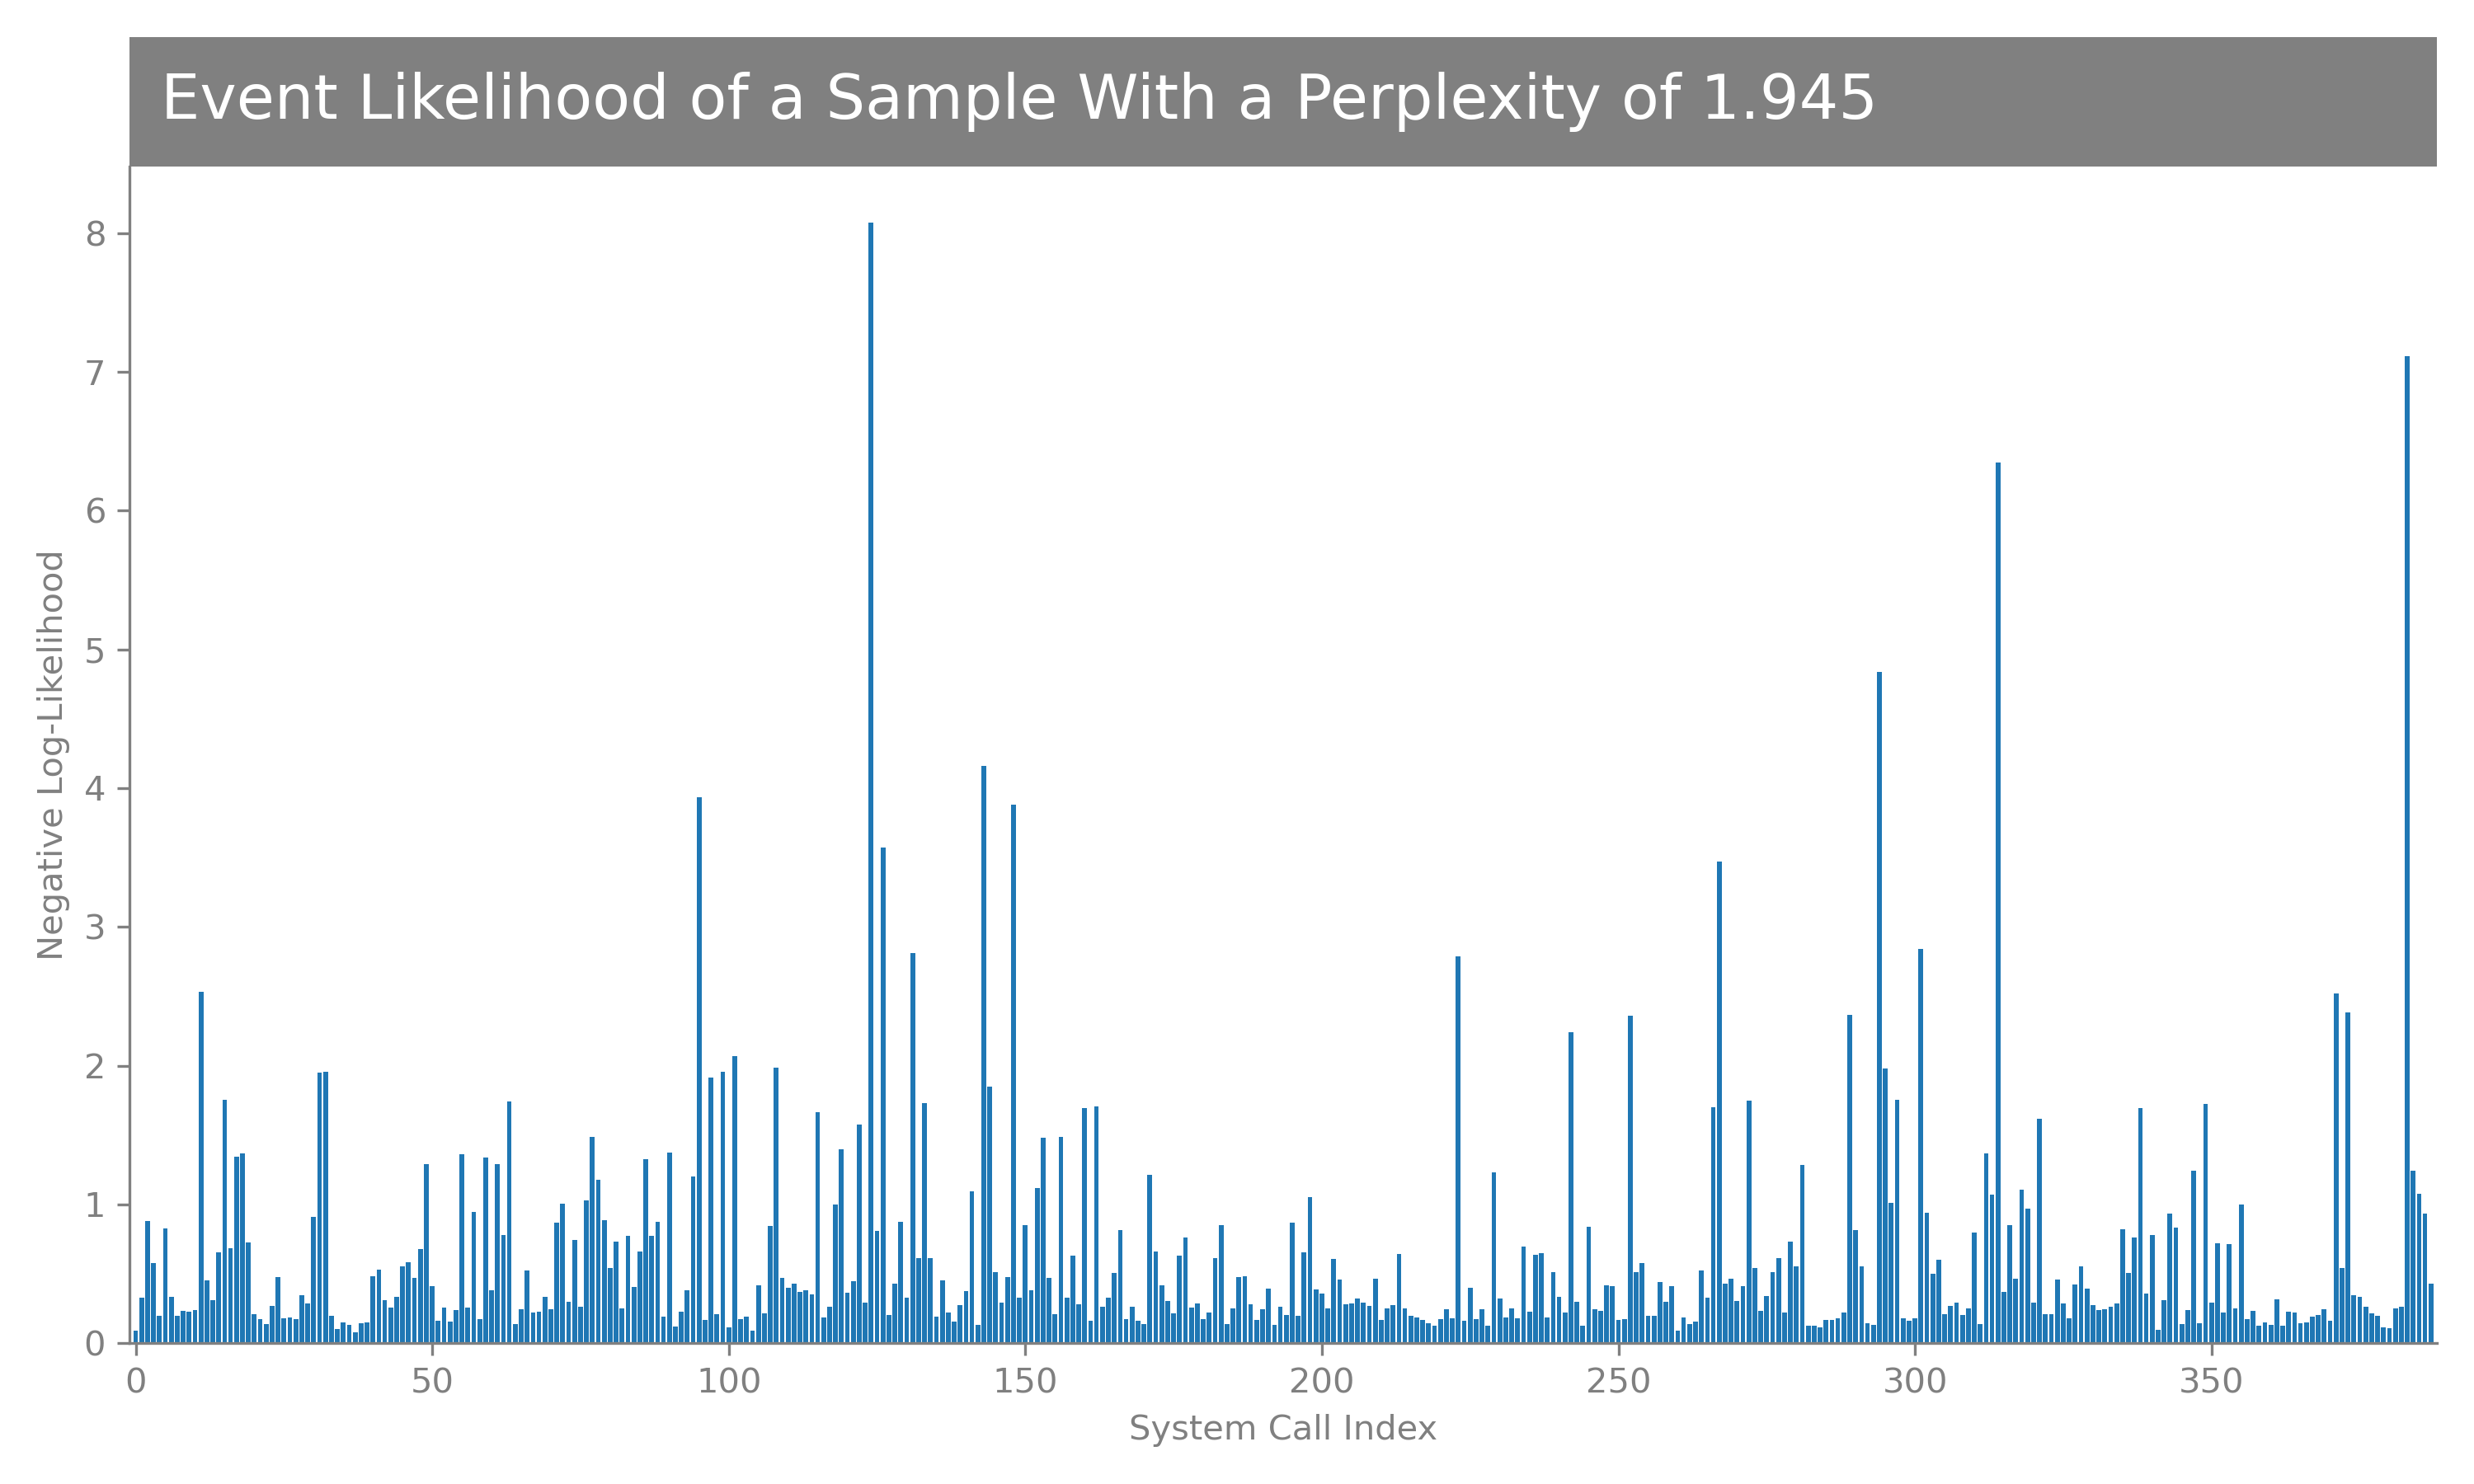 Event Likelihood of a Sample With a Perplexity of 1.945
Negative Log-Likelihood
8
7
6
5
4
3
2
1
0
0 50 100 150 200 250 300 350
System Call Index